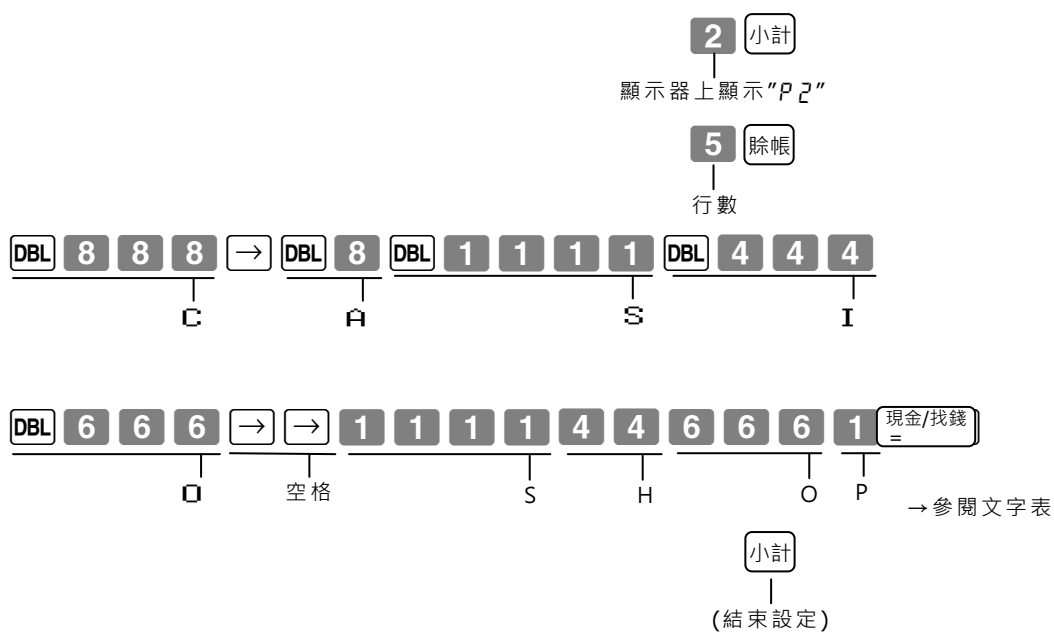 2 小計
顯示器上顯示"P2"
5 賒帳
行數
DBL 8 8 8 → DBL 8 DBL 1 1 1 1 DBL 4 4 4
C A S I
DBL 6 6 6 → → 1 1 1 1 4 4 6 6 6 1 現金/找錢 =
O 空格 S H O P
→參閱文字表
小計
(結束設定)